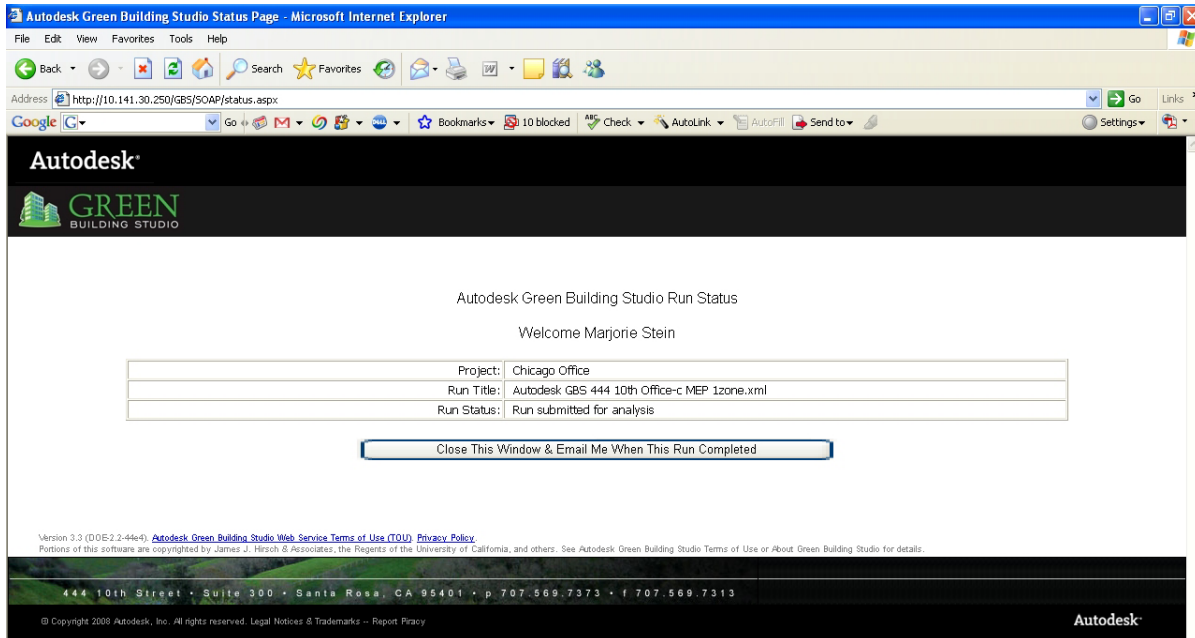 Autodesk Green Building Studio Status Page - Microsoft Internet Explorer
File Edit View Favorites Tools Help
Back Search Favorites
Address http://10.141.30.250/GBS/SOAP/status.aspx Go Links
Google G Go Bookmarks 10 blocked Check AutoLink AutoFill Send to Settings
Autodesk
GREEN
BUILDING STUDIO
Autodesk Green Building Studio Run Status
Welcome Marjorie Stein
Project: Chicago Office
Run Title: Autodesk GBS 444 10th Office-c MEP 1zone.xml
Run Status: Run submitted for analysis
Close This Window & Email Me When This Run Completed
Version 3.3 (DOE-2.2-44e4). Autodesk Green Building Studio Web Service Terms of Use (TOU). Privacy Policy.
Portions of this software are copyrighted by James J. Hirsch & Associates, the Regents of the University of California, and others. See Autodesk Green Building Studio Terms of Use or About Green Building Studio for details.
444 10th Street • Suite 300 • Santa Rosa, CA 95401 • p 707.569.7373 • f 707.569.7313
© Copyright 2008 Autodesk, Inc. All rights reserved. Legal Notices & Trademarks -- Report Piracy Autodesk